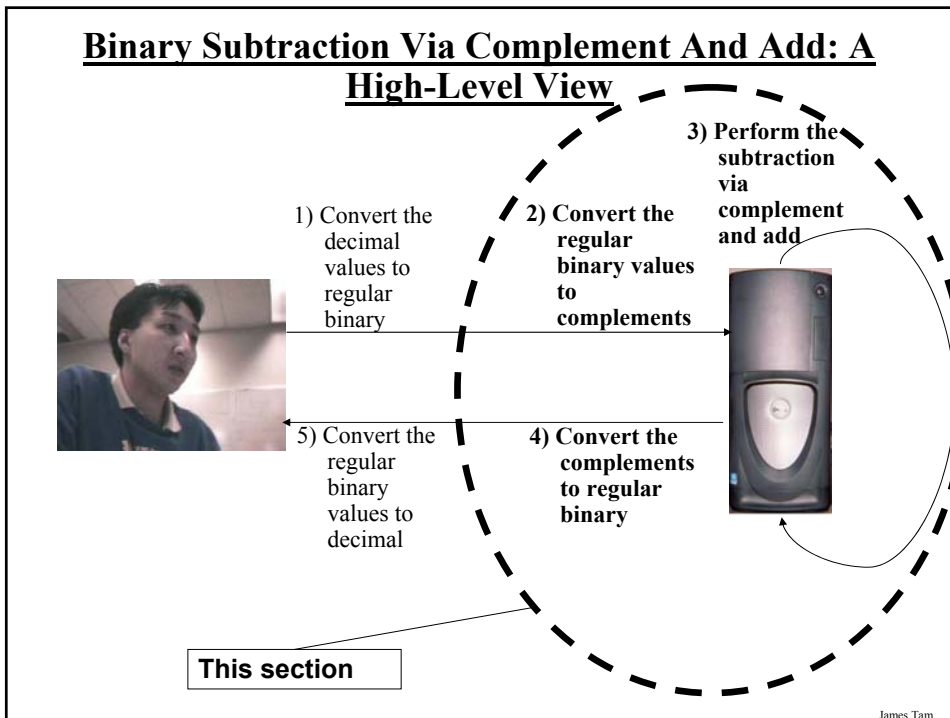 Binary Subtraction Via Complement And Add: A
High-Level View
1) Convert the
decimal
values to
regular
binary
2) Convert the
regular
binary values
to
complements
3) Perform the
subtraction
via
complement
and add
4) Convert the
complements
to regular
binary
5) Convert the
regular
binary
values to
decimal
This section
James Tam